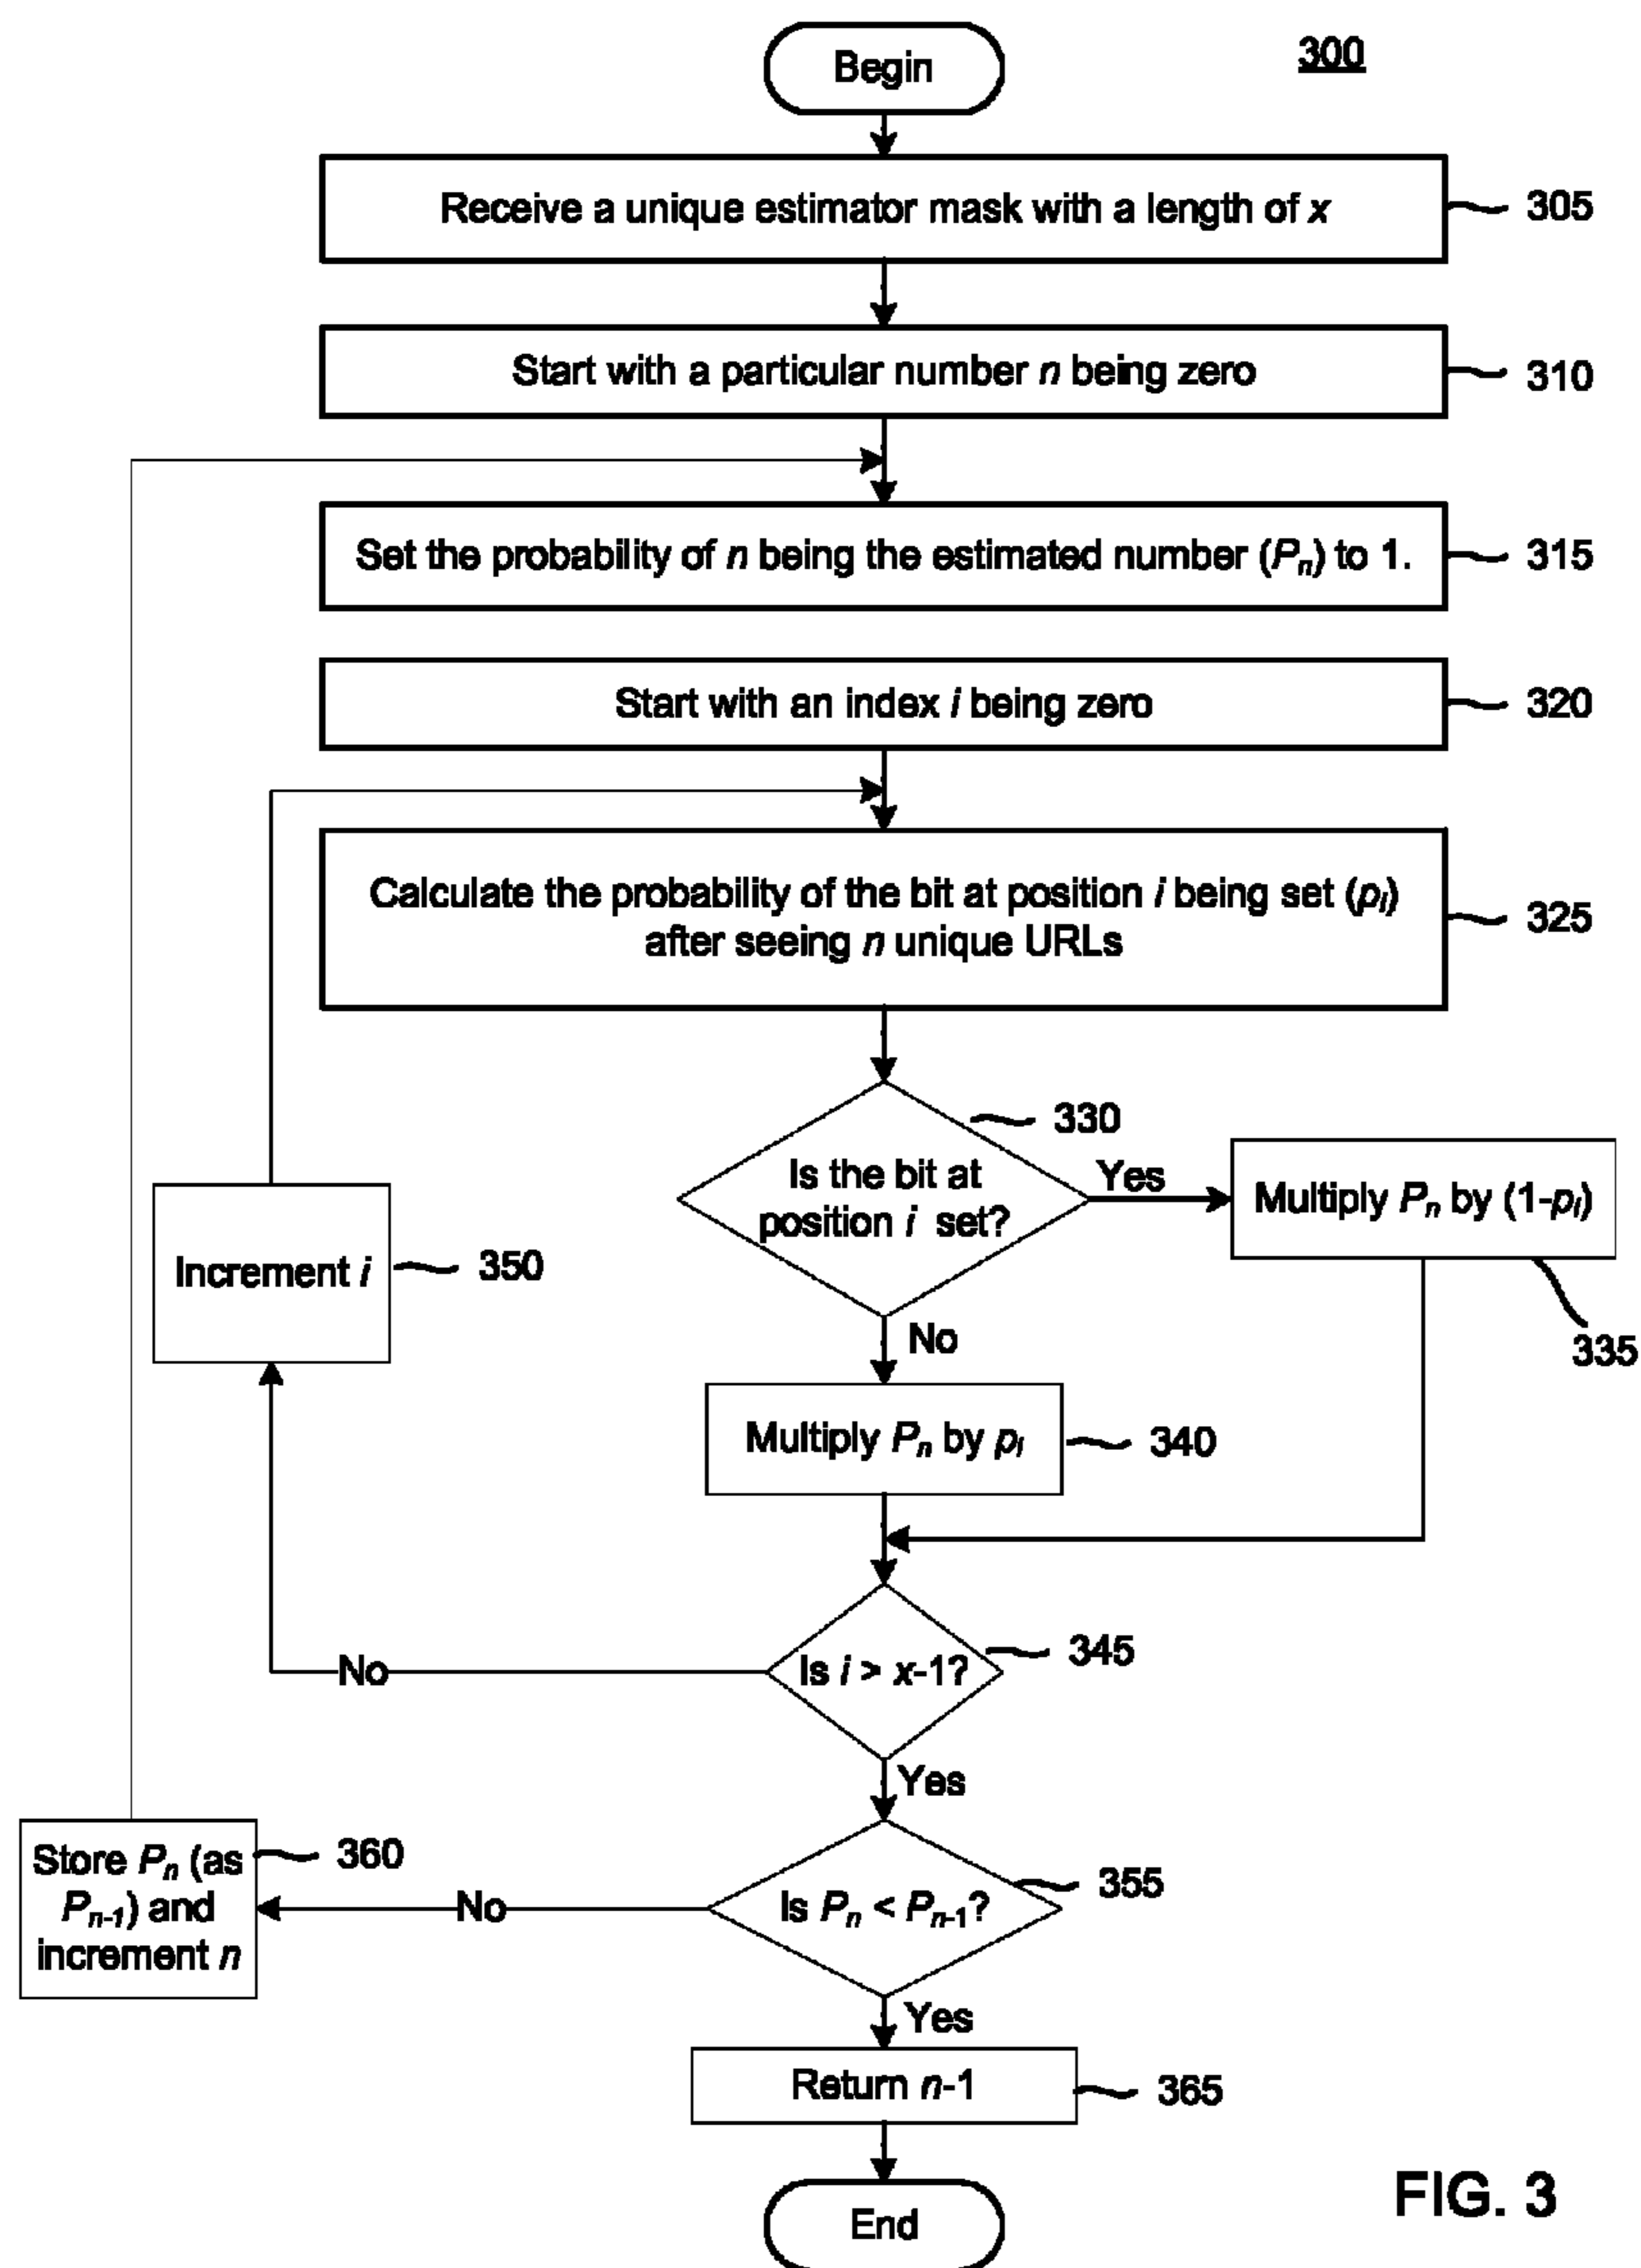 Begin
300
Receive a unique estimator mask with a length of x
305
Start with a particular number n being zero
310
Set the probability of n being the estimated number (Pn) to 1.
315
Start with an index i being zero
320
Calculate the probability of the bit at position i being set (pi)
after seeing n unique URLs
325
330
Is the bit at
position i set?
Yes
Multiply Pn by (1-pi)
335
Increment i
350
No
Multiply Pn by pi
340
Is i > x-1?
345
No
Yes
Store Pn (as
Pn-1) and
increment n
360
No
Is Pn < Pn-1?
355
Yes
Return n-1
365
End
FIG. 3